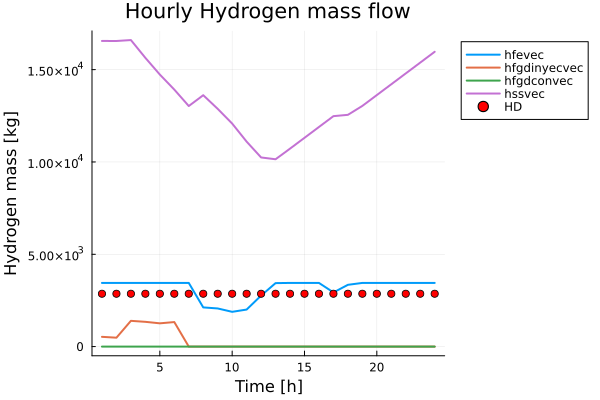 Hourly Hydrogen mass flow
Hydrogen mass [kg]
1.50×10⁴
1.00×10⁴
5.00×10³
0
5 10 15 20
Time [h]
hfevec
hfgdinyecvec
hfgdconvec
hssvec
HD